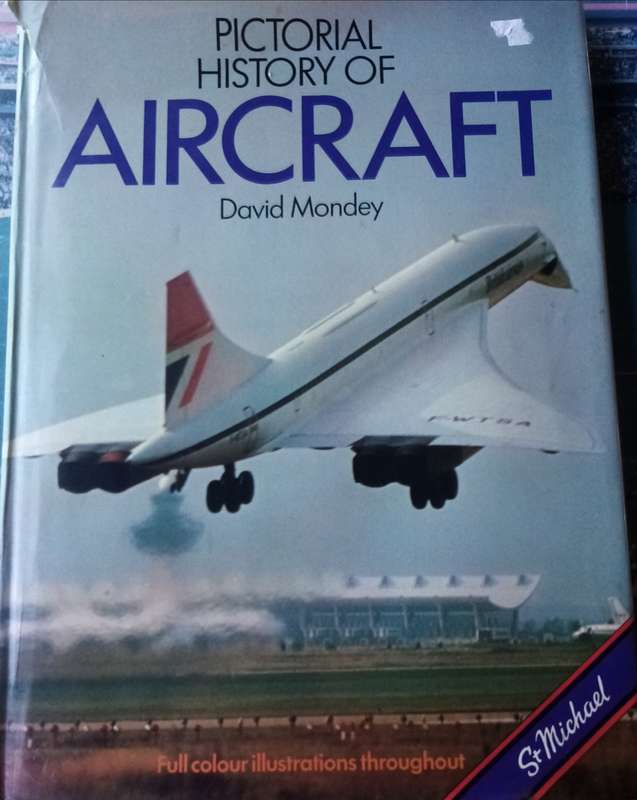 PICTORIAL
HISTORY OF
AIRCRAFT
David Mondey
F-WTSA
Full colour illustrations throughout
St Michael